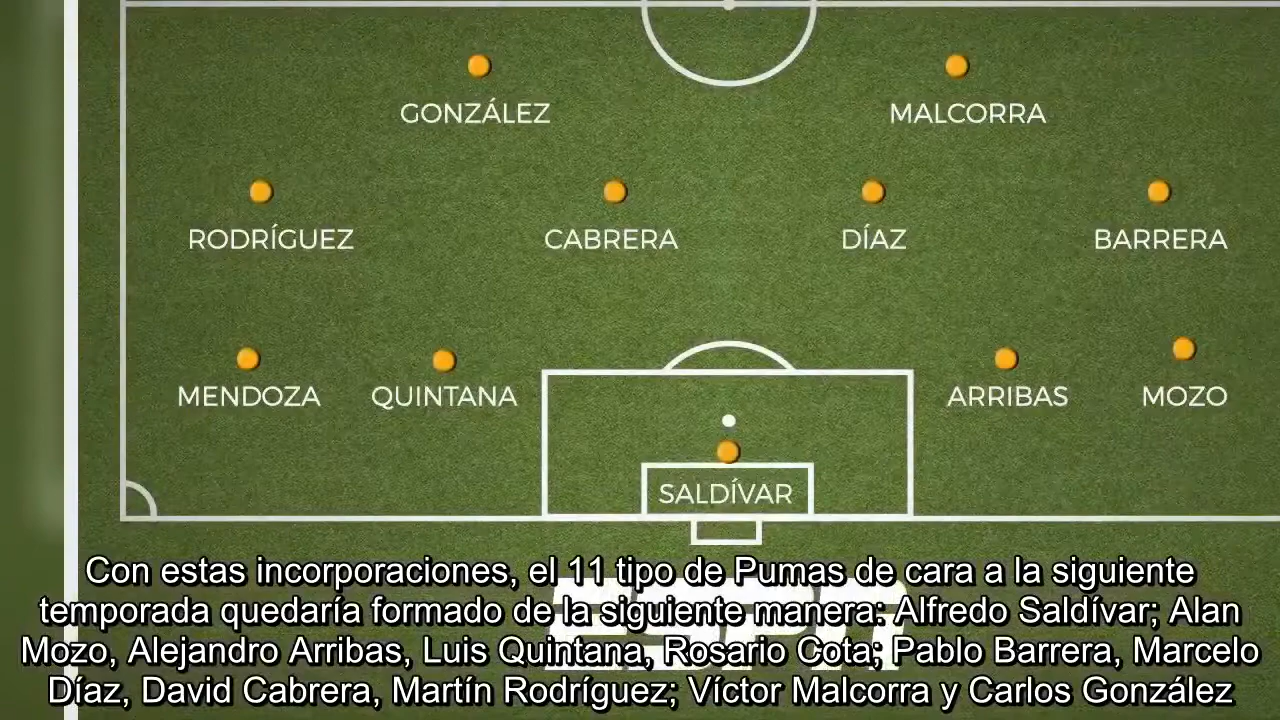 GONZÁLEZ MALCORRA
RODRÍGUEZ CABRERA DÍAZ BARRERA
MENDOZA QUINTANA ARRIBAS MOZO
SALDÍVAR
ESPN
Con estas incorporaciones, el 11 tipo de Pumas de cara a la siguiente
temporada quedaría formado de la siguiente manera: Alfredo Saldívar; Alan
Mozo, Alejandro Arribas, Luis Quintana, Rosario Cota; Pablo Barrera, Marcelo
Díaz, David Cabrera, Martín Rodríguez; Víctor Malcorra y Carlos González